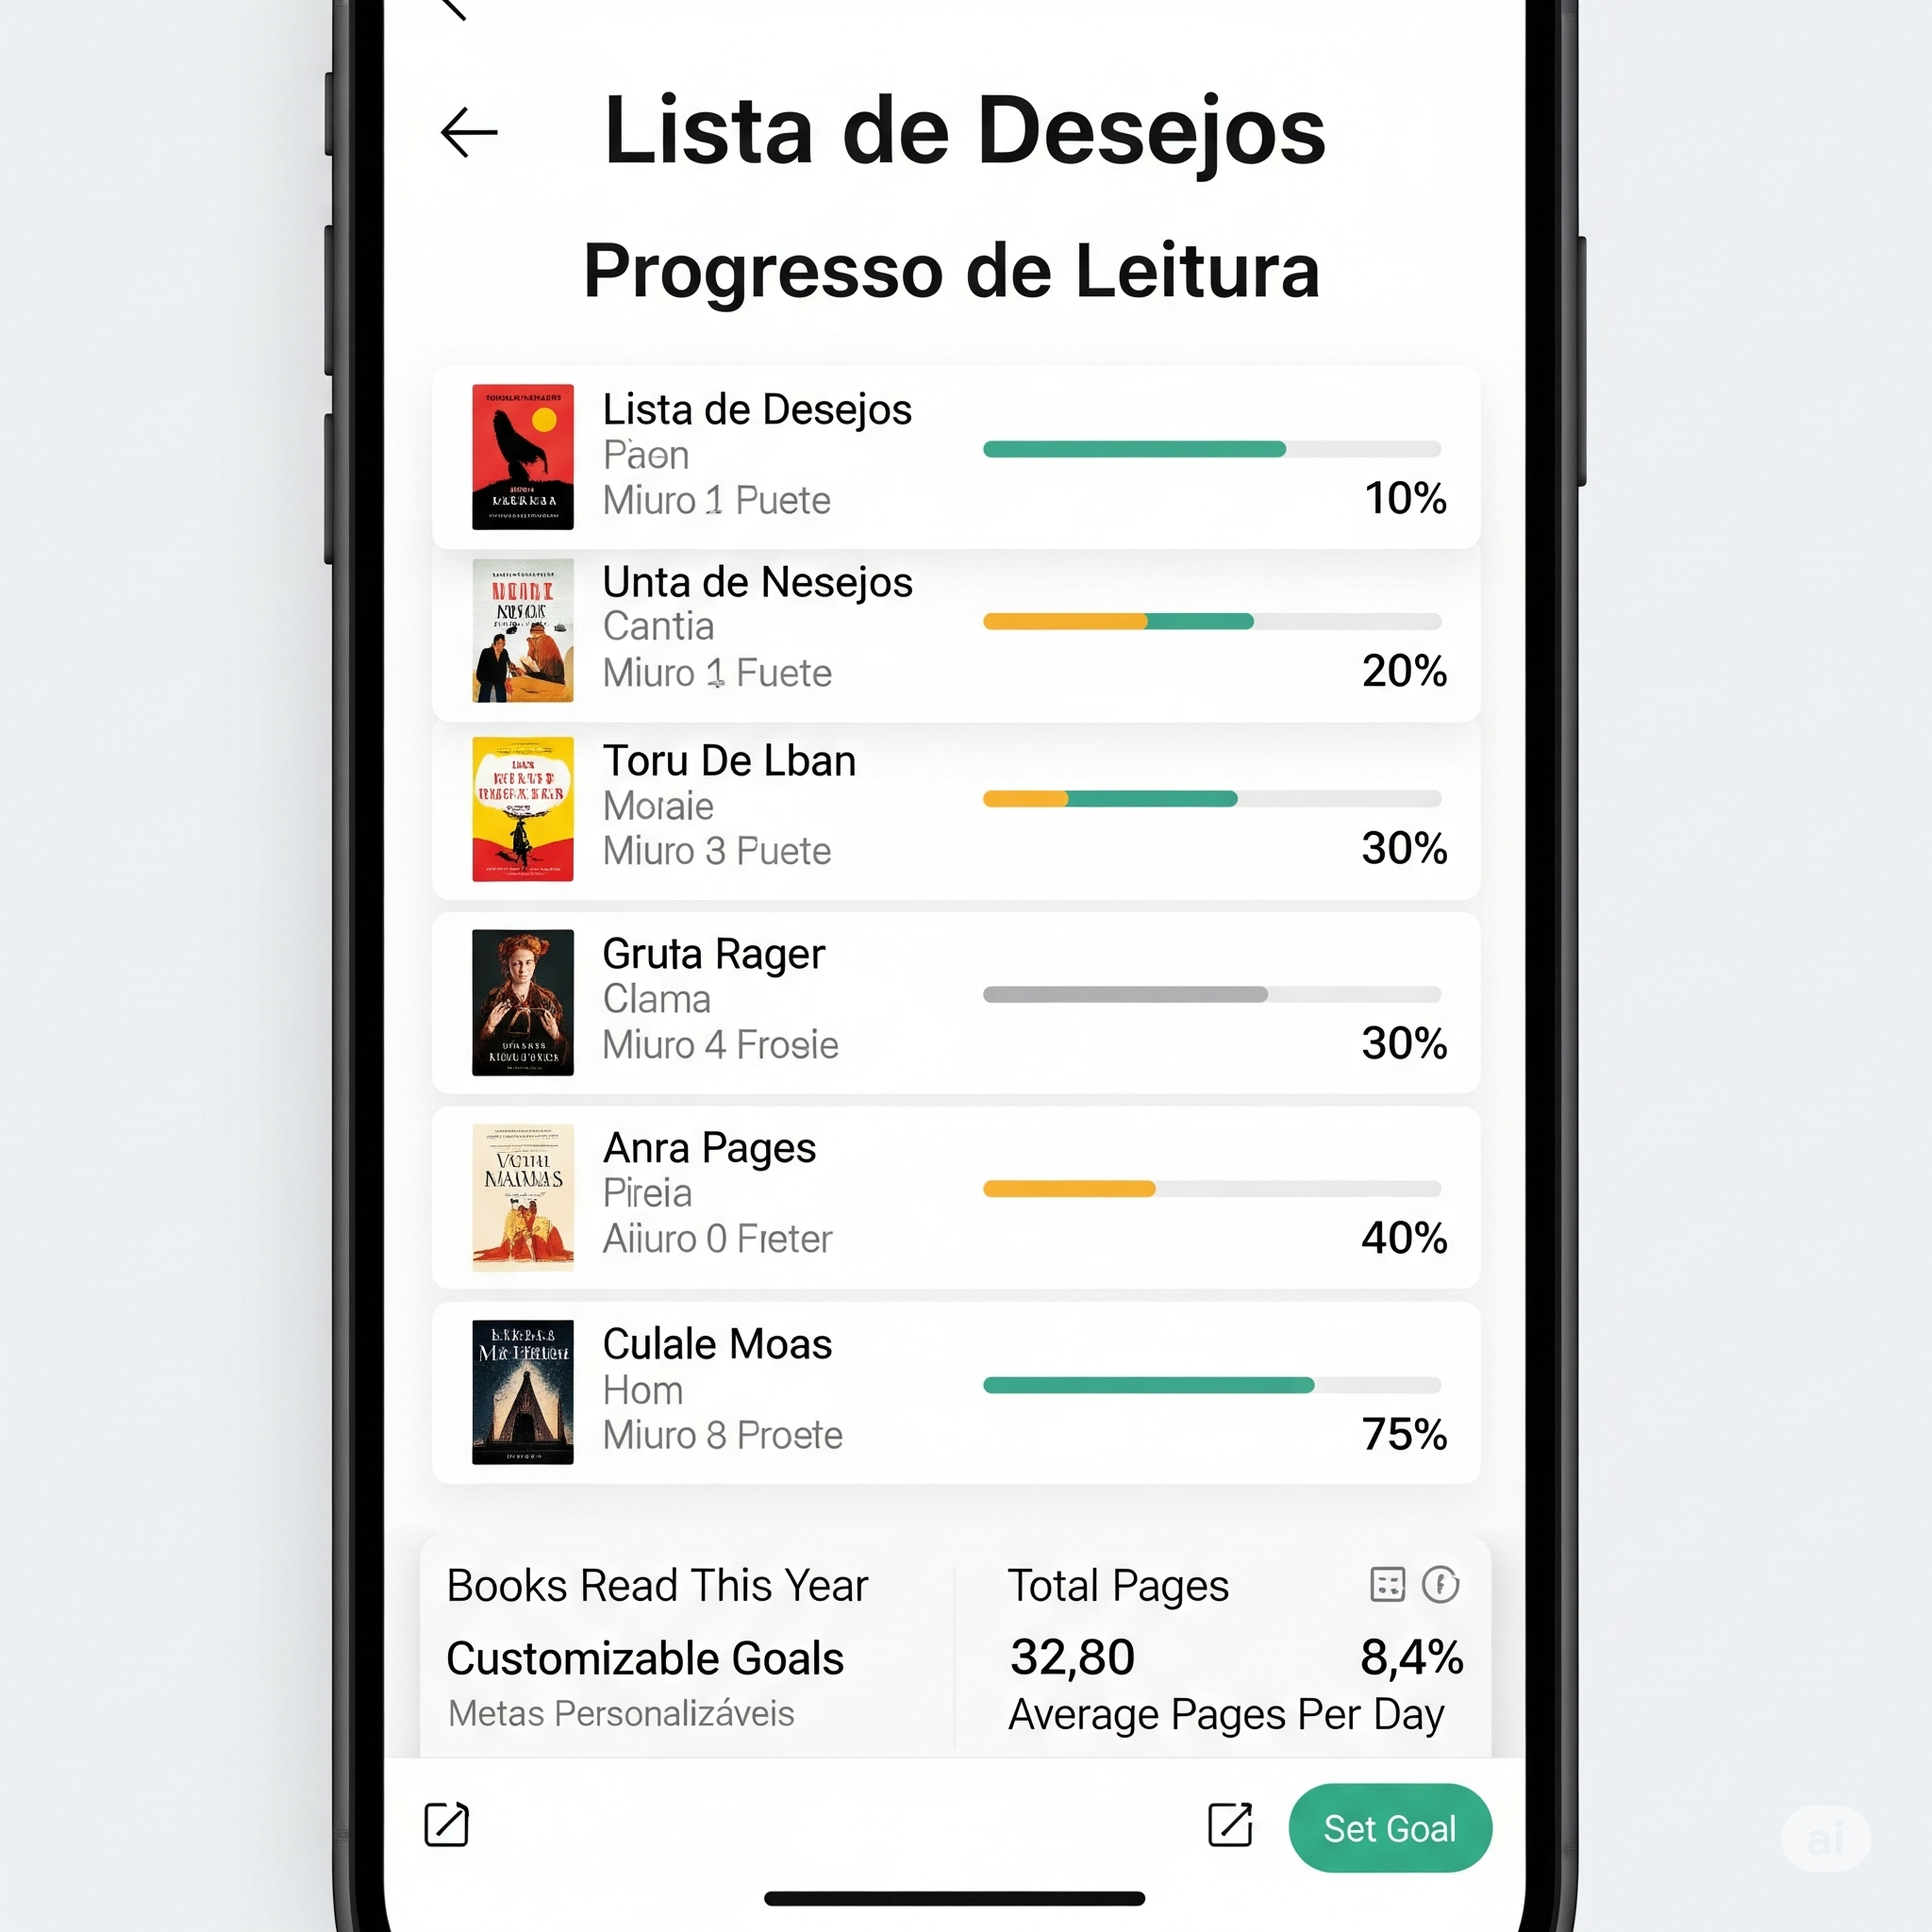 Lista de Desejos
Progresso de Leitura
Lista de Desejos
Paon
Miuro 1 Puete
10%
Unta de Nesejos
Cantia
Miuro 1 Fuete
20%
Toru De Lban
Moraie
Miuro 3 Puete
30%
Gruta Rager
Clama
Miuro 4 Frosie
30%
Anra Pages
Pireia
Aiiuro 0 Freter
40%
Culale Moas
Hom
Miuro 8 Proete
75%
Books Read This Year
Customizable Goals
Metas Personalizáveis
Total Pages
32,80
8,4%
Average Pages Per Day
Set Goal
ai